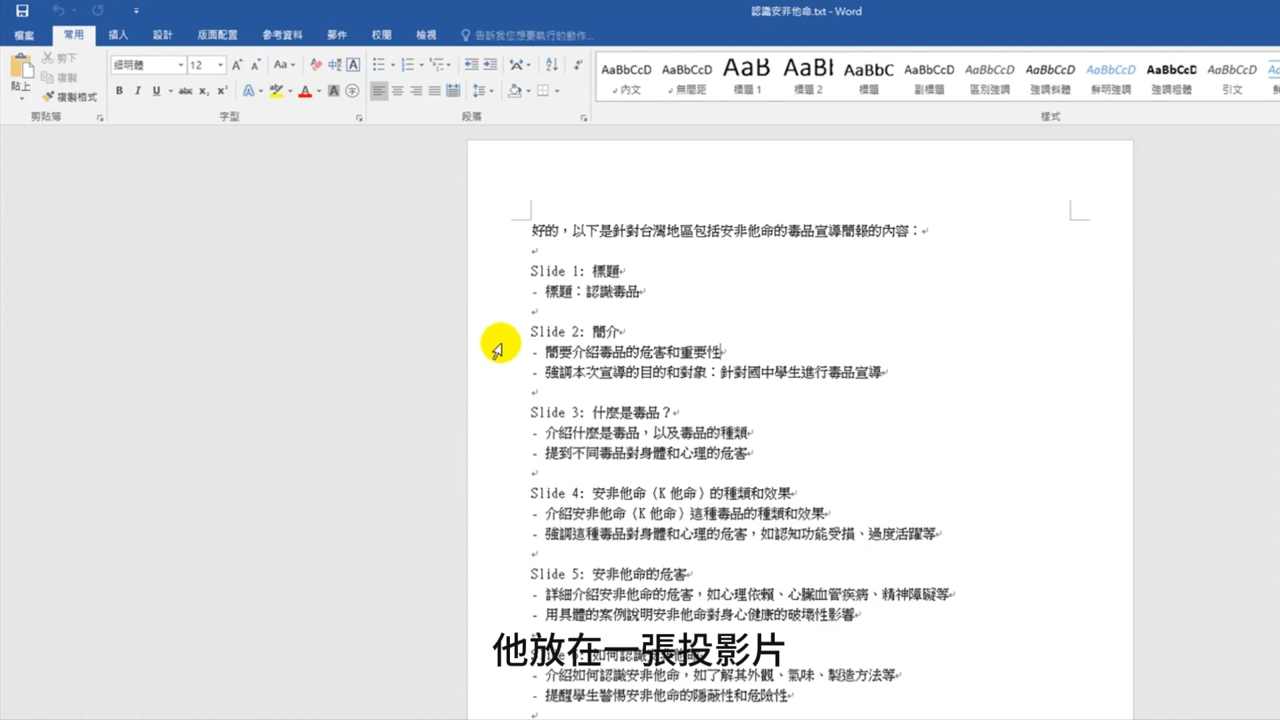 認識安非他命.txt - Word
檔案 常用 插入 設計 版面配置 參考資料 郵件 校閱 檢視 告訴我您想要執行的動作...
剪下
複製
複製格式
貼上
剪貼簿
細明體 12
字型
段落
AaBbCcD AaBbCcD AaB AaBl AaBbC AaBbCcD AaBbCcD AaBbCcD AaBbCcD AaBbCcD AaBbCcD
內文 無間距 標題 1 標題 2 標題 副標題 區別強調 強調斜體 鮮明強調 強調粗體 引文
樣式
好的，以下是針對台灣地區包括安非他命的毒品宣導簡報的內容：
Slide 1: 標題
- 標題：認識毒品
Slide 2: 簡介
- 簡要介紹毒品的危害和重要性
- 強調本次宣導的目的和對象：針對國中學生進行毒品宣導
Slide 3: 什麼是毒品？
- 介紹什麼是毒品，以及毒品的種類
- 提到不同毒品對身體和心理的危害
Slide 4: 安非他命（K 他命）的種類和效果
- 介紹安非他命（K 他命）這種毒品的種類和效果
- 強調這種毒品對身體和心理的危害，如認知功能受損、過度活躍等
Slide 5: 安非他命的危害
- 詳細介紹安非他命的危害，如心理依賴、心臟血管疾病、精神障礙等
- 用具體的案例說明安非他命對身心健康的破壞性影響
他放在一張投影片
- 介紹如何認識安非他命，如了解其外觀、氣味、製造方法等
- 提醒學生警惕安非他命的隱蔽性和危險性